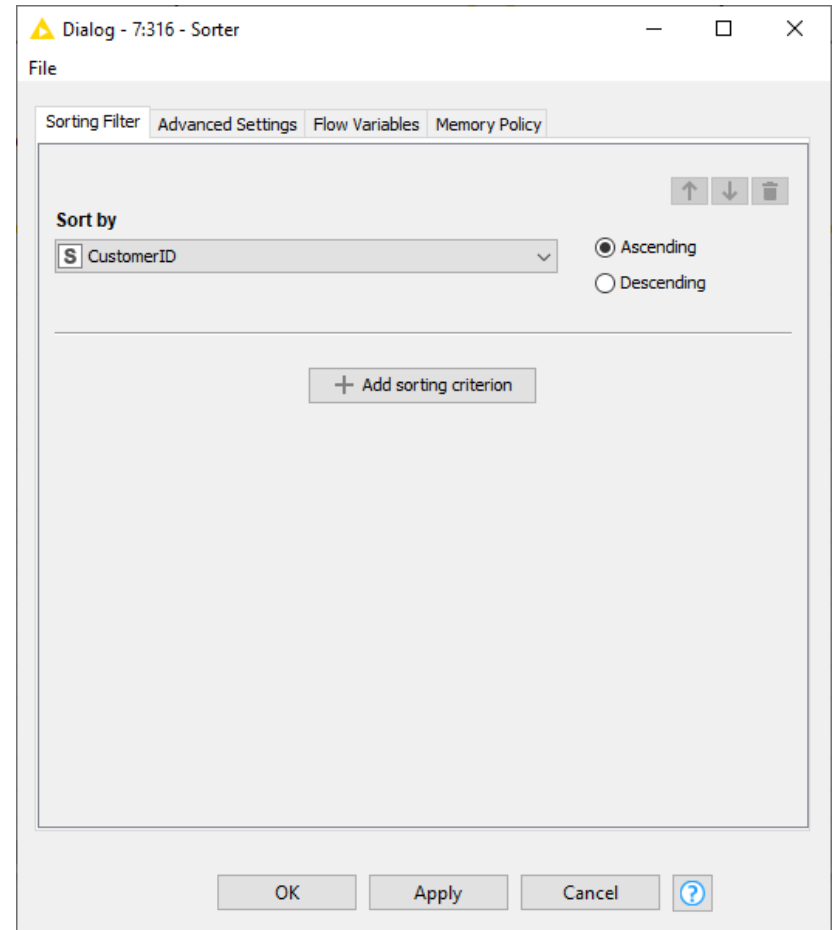 Dialog - 7:316 - Sorter
File
Sorting Filter Advanced Settings Flow Variables Memory Policy
Sort by
S CustomerID
Ascending
Descending
+ Add sorting criterion
OK Apply Cancel ?